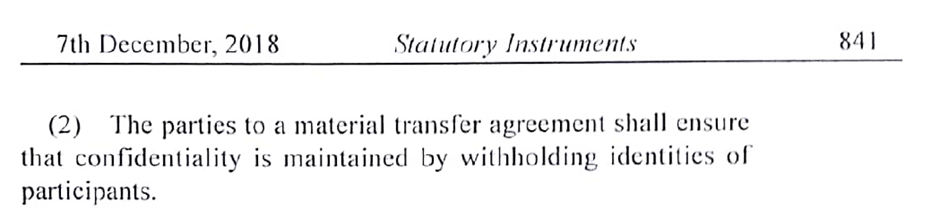 7th December, 2018 Statutory Instruments 841
(2) The parties to a material transfer agreement shall ensure
that confidentiality is maintained by withholding identities of
participants.